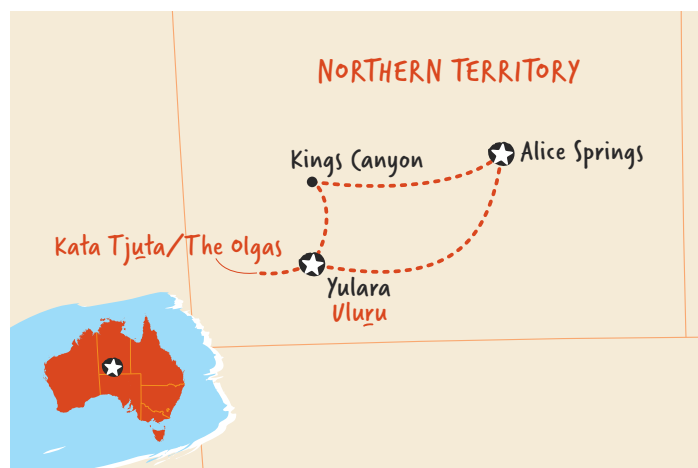 NORTHERN TERRITORY
Kings Canyon
Alice Springs
Kata Tjuṯa/The Olgas
Yulara
Uluṟu